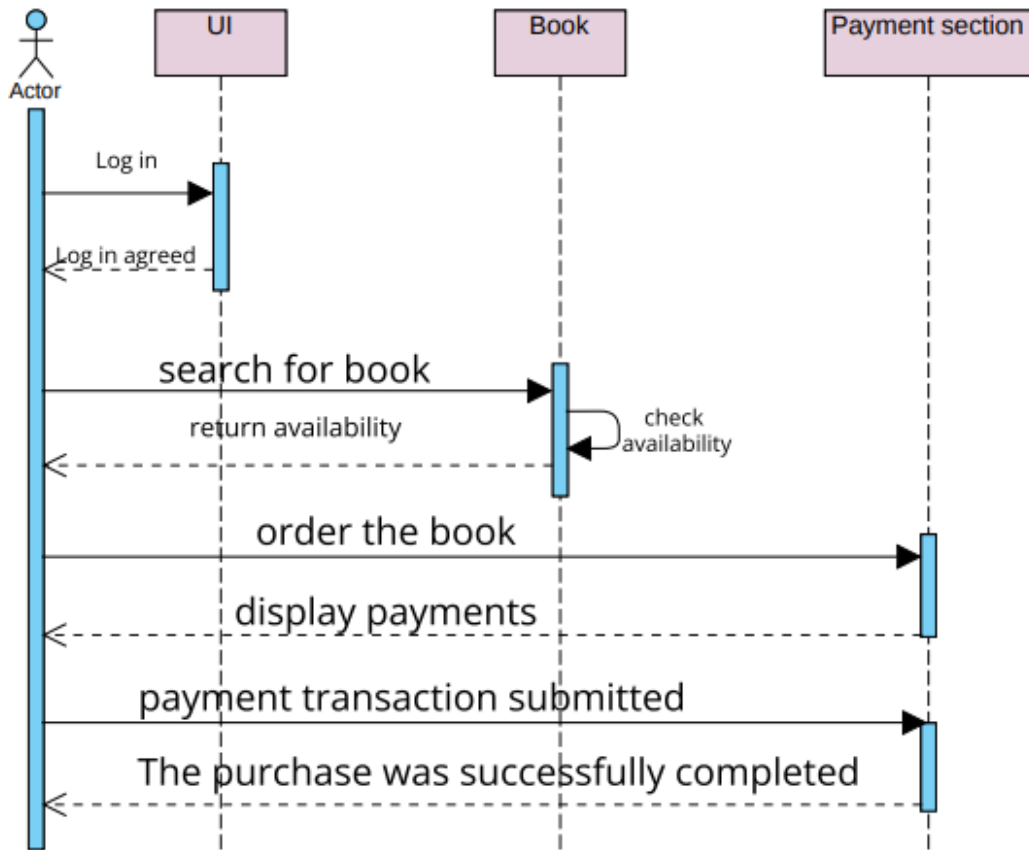 UI
Book
Payment section
Actor
Log in
Log in agreed
search for book
return availability
check
availability
order the book
display payments
payment transaction submitted
The purchase was successfully completed